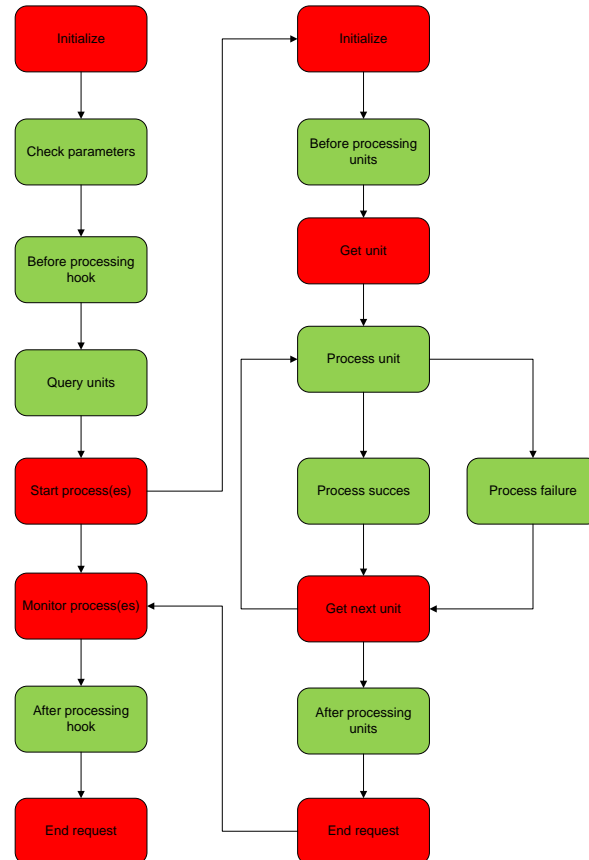 Initialize
Check parameters
Before processing
hook
Query units
Start process(es)
Monitor process(es)
After processing
hook
End request
Initialize
Before processing
units
Get unit
Process unit
Process succes
Process failure
Get next unit
After processing
units
End request